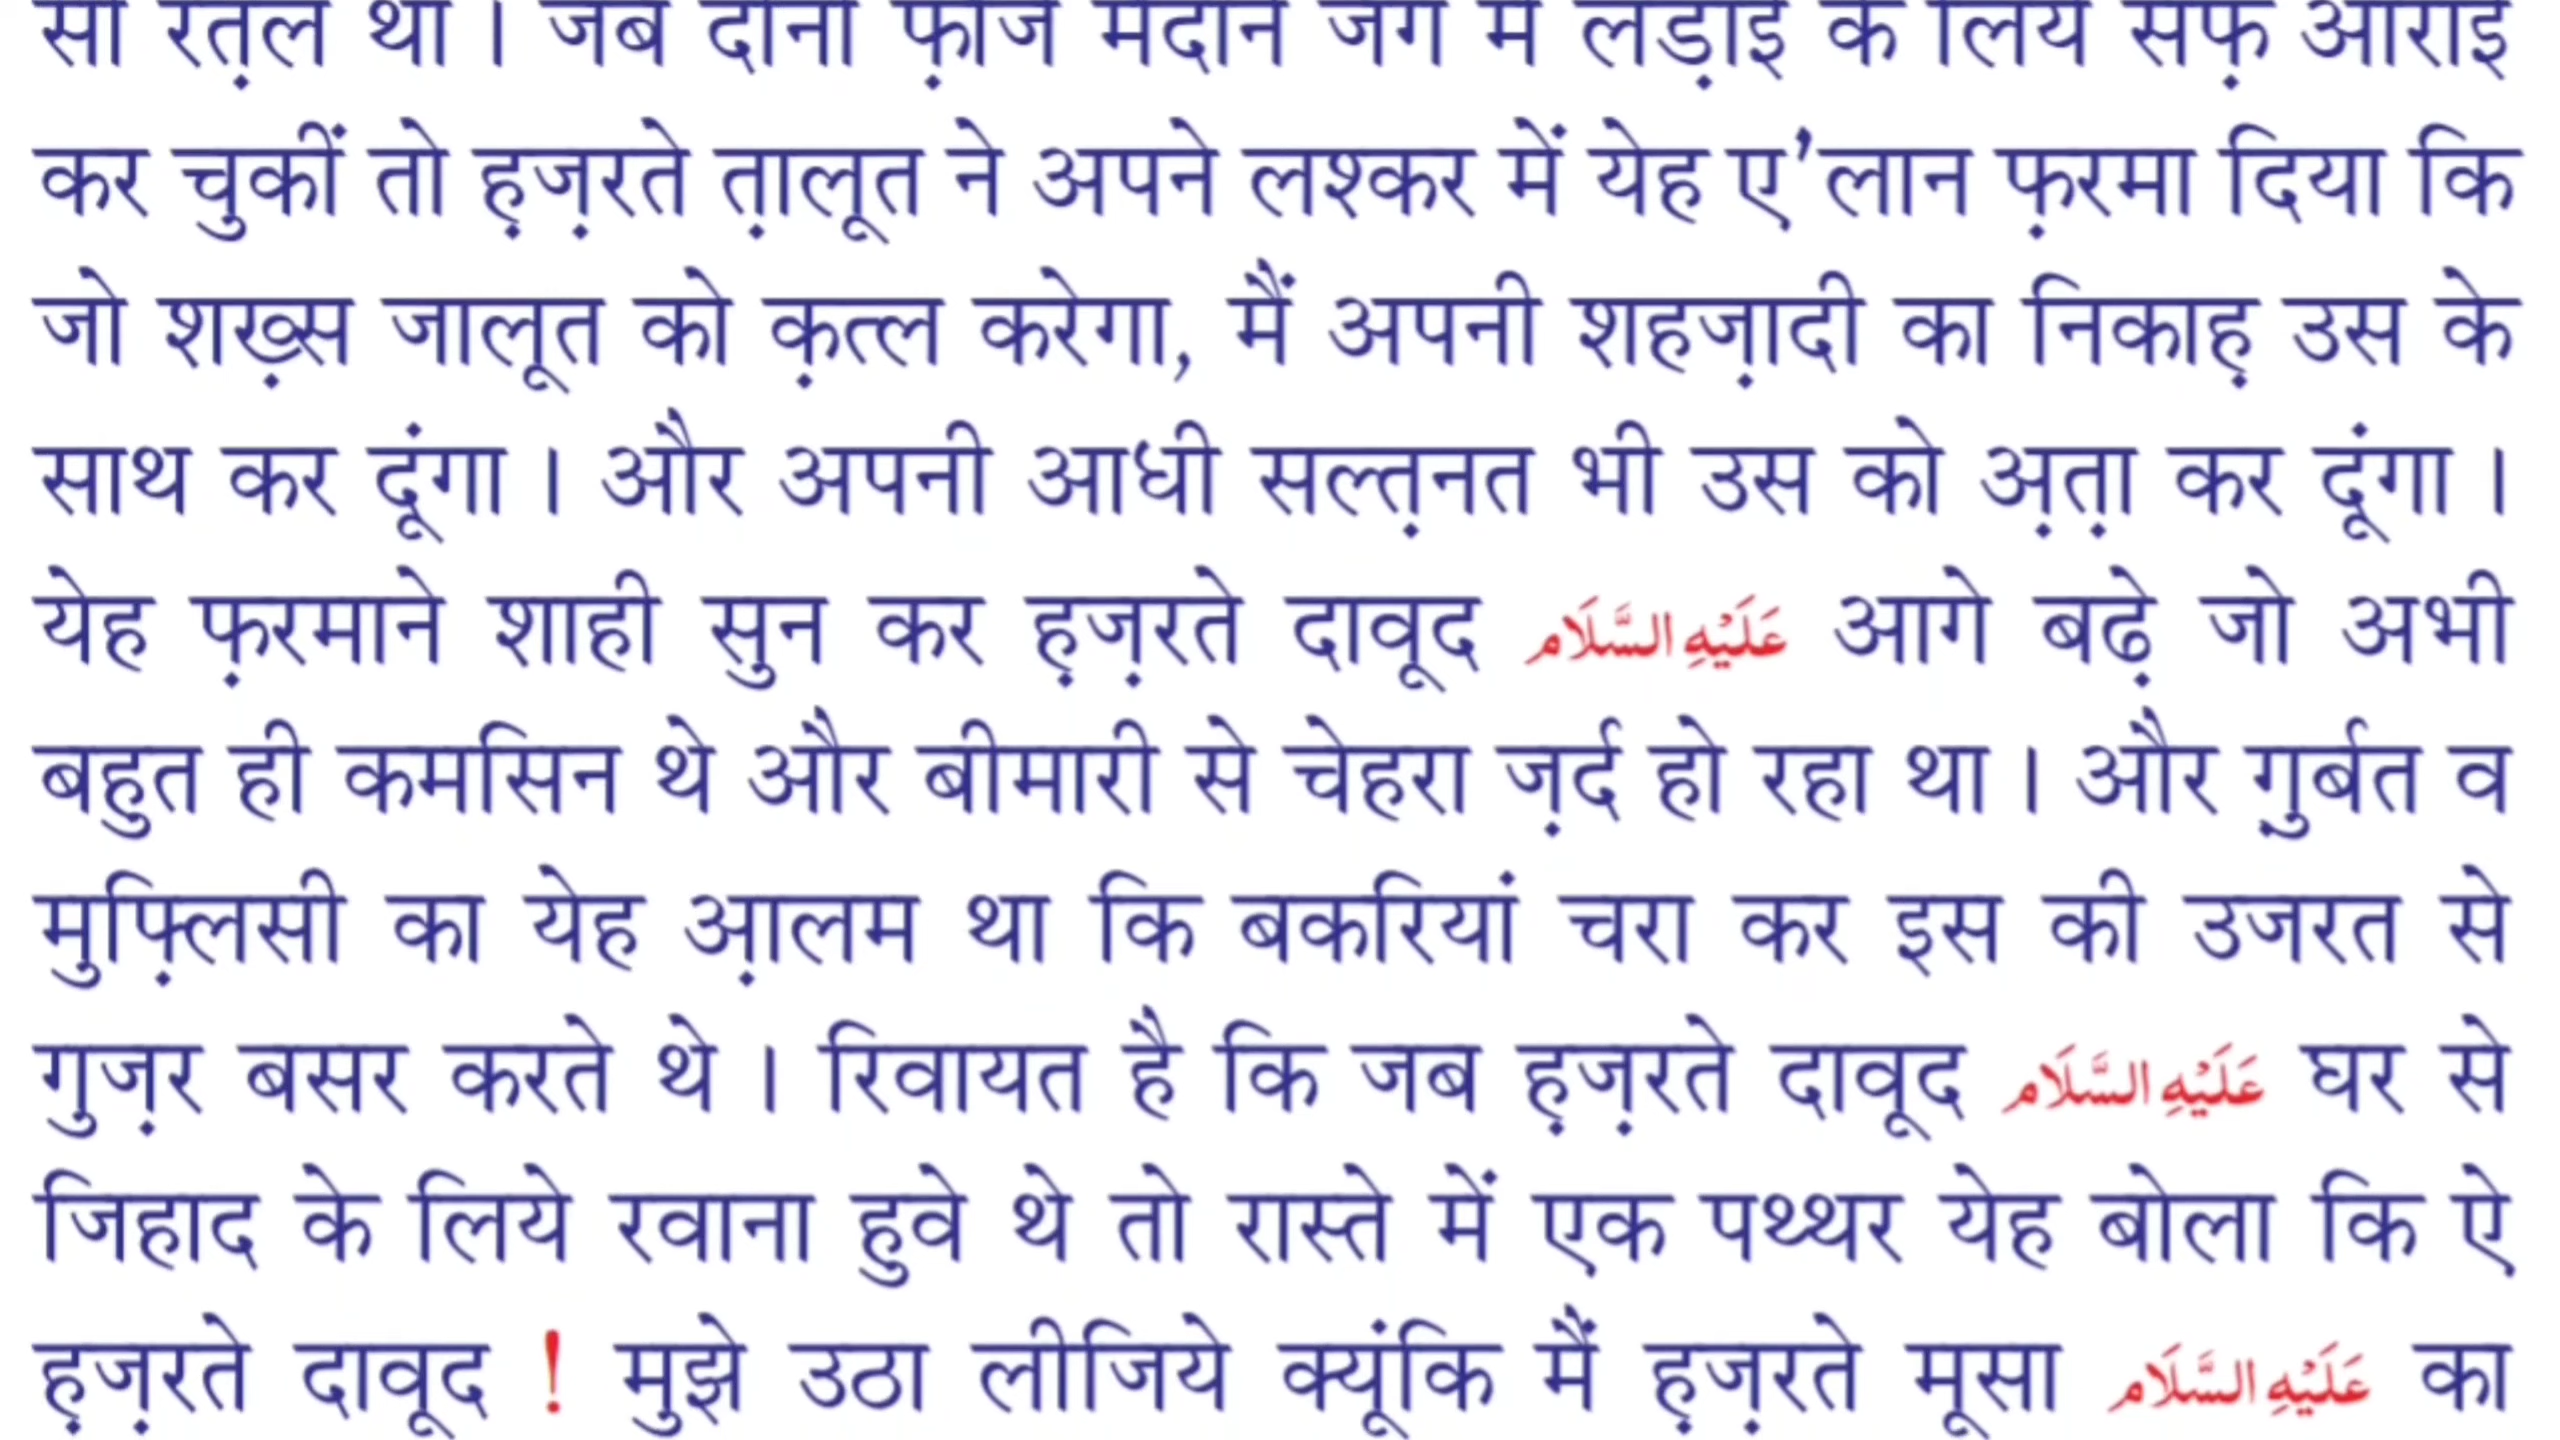 सो रत़ल था । जब दोनों फ़ौजें मैदाने जंग में लड़ाई के लिये सफ़ आराई
कर चुकीं तो ह़ज़रते त़ालूत ने अपने लश्कर में येह ए’लान फ़रमा दिया कि
जो शख़्स जालूत को क़त्ल करेगा, मैं अपनी शहज़ादी का निकाह़ उस के
साथ कर दूंगा । और अपनी आधी सल्त़नत भी उस को अ़त़ा कर दूंगा ।
येह फ़रमाने शाही सुन कर ह़ज़रते दावूद عَلَيْهِ السَّلَام आगे बढ़े जो अभी
बहुत ही कमसिन थे और बीमारी से चेहरा ज़र्द हो रहा था । और ग़ुर्बत व
मुफ़्लिसी का येह आ़लम था कि बकरियां चरा कर इस की उजरत से
गुज़र बसर करते थे । रिवायत है कि जब ह़ज़रते दावूद عَلَيْهِ السَّلَام घर से
जिहाद के लिये रवाना हुवे थे तो रास्ते में एक पथ्थर येह बोला कि ऐ
ह़ज़रते दावूद ! मुझे उठा लीजिये क्यूंकि मैं ह़ज़रते मूसा عَلَيْهِ السَّلَام का